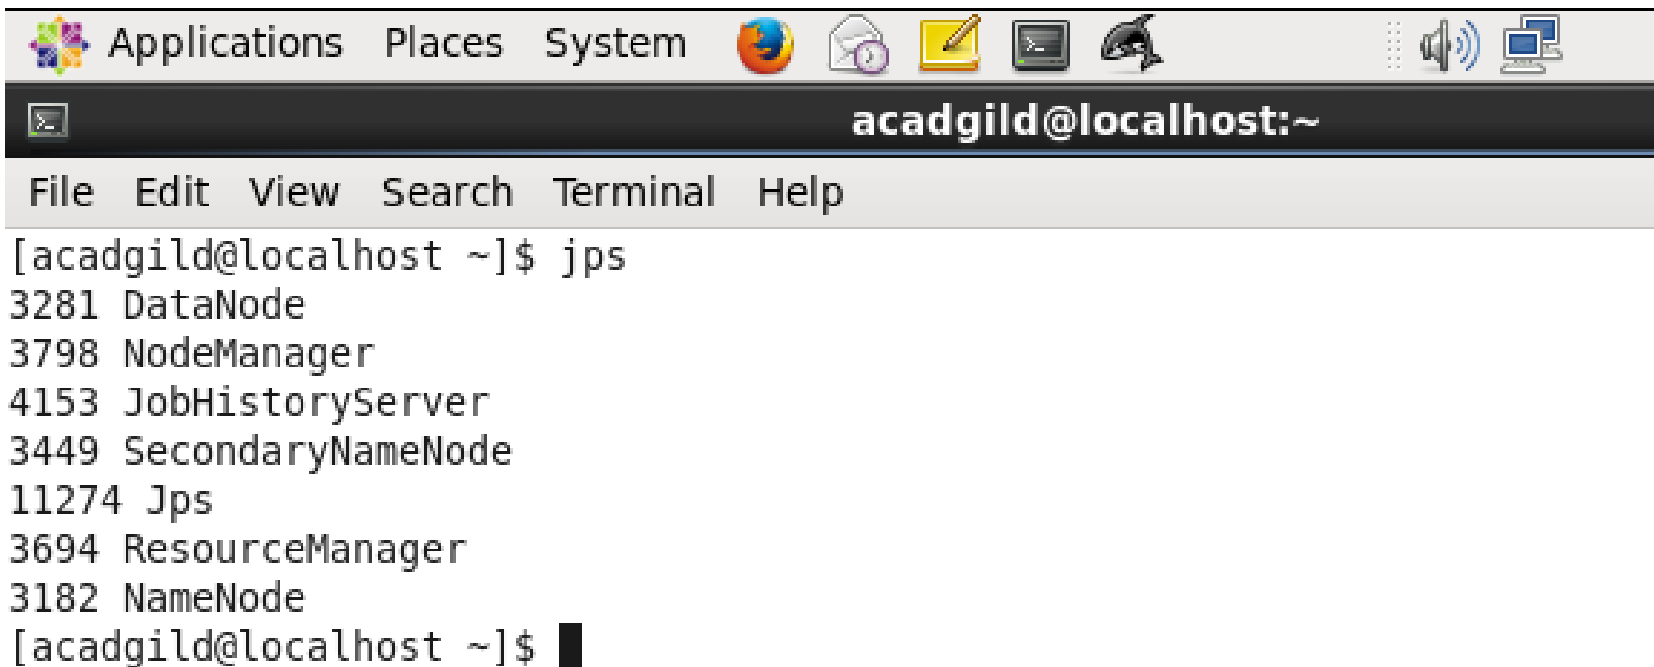 Applications Places System
acadgild@localhost:~
File Edit View Search Terminal Help
[acadgild@localhost ~]$ jps
3281 DataNode
3798 NodeManager
4153 JobHistoryServer
3449 SecondaryNameNode
11274 Jps
3694 ResourceManager
3182 NameNode
[acadgild@localhost ~]$